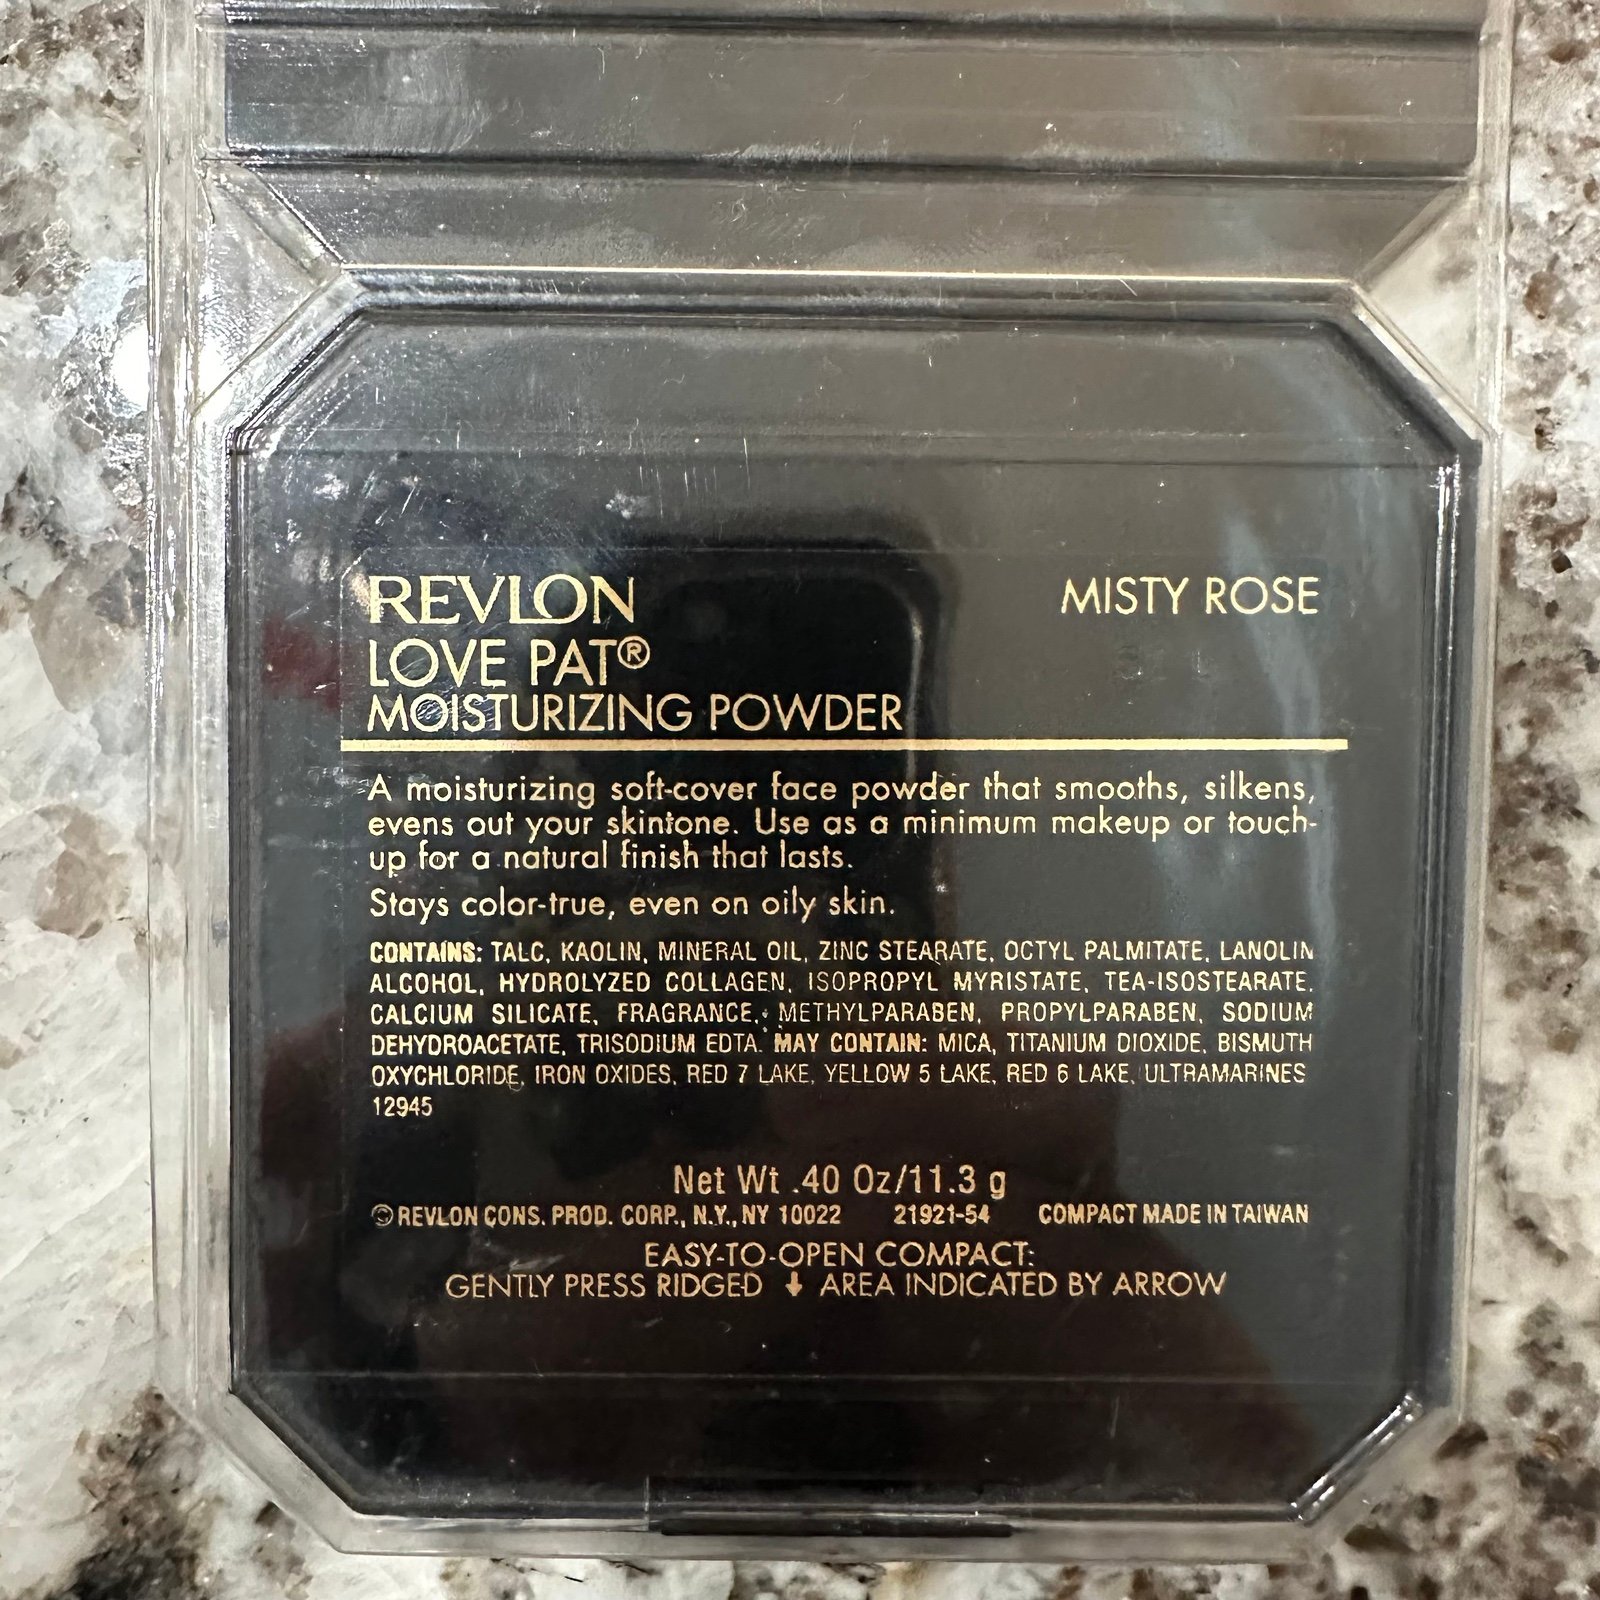 REVLON MISTY ROSE
LOVE PAT®
MOISTURIZING POWDER
A moisturizing soft-cover face powder that smooths, silkens,
evens out your skintone. Use as a minimum makeup or touch-
up for a natural finish that lasts.
Stays color-true, even on oily skin.
CONTAINS: TALC, KAOLIN, MINERAL OIL, ZINC STEARATE, OCTYL PALMITATE, LANOLIN
ALCOHOL, HYDROLYZED COLLAGEN, ISOPROPYL MYRISTATE, TEA-ISOSTEARATE,
CALCIUM SILICATE, FRAGRANCE, METHYLPARABEN, PROPYLPARABEN, SODIUM
DEHYDROACETATE, TRISODIUM EDTA. MAY CONTAIN: MICA, TITANIUM DIOXIDE, BISMUTH
OXYCHLORIDE, IRON OXIDES, RED 7 LAKE, YELLOW 5 LAKE, RED 6 LAKE, ULTRAMARINES
12945
Net Wt .40 Oz/11.3 g
©REVLON CONS. PROD. CORP., N.Y., NY 10022 21921-54 COMPACT MADE IN TAIWAN
EASY-TO-OPEN COMPACT:
GENTLY PRESS RIDGED ↓ AREA INDICATED BY ARROW